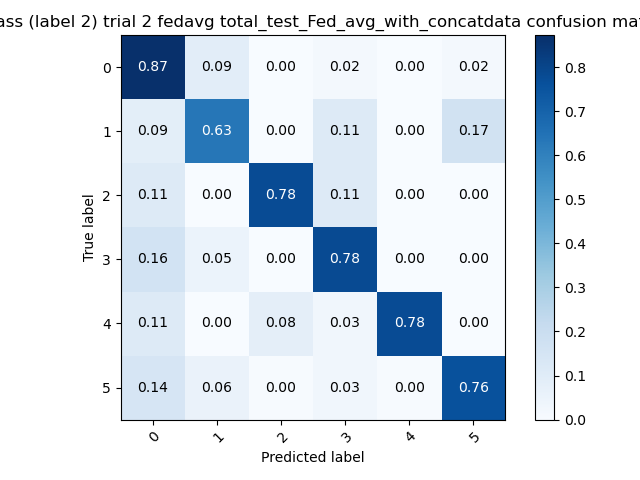 ass (label 2) trial 2 fedavg total_test_Fed_avg_with_concatdata confusion ma
0 0.87 0.09 0.00 0.02 0.00 0.02
1 0.09 0.63 0.00 0.11 0.00 0.17
2 0.11 0.00 0.78 0.11 0.00 0.00
3 0.16 0.05 0.00 0.78 0.00 0.00
4 0.11 0.00 0.08 0.03 0.78 0.00
5 0.14 0.06 0.00 0.03 0.00 0.76
True label
0 1 2 3 4 5
Predicted label
0.8
0.7
0.6
0.5
0.4
0.3
0.2
0.1
0.0